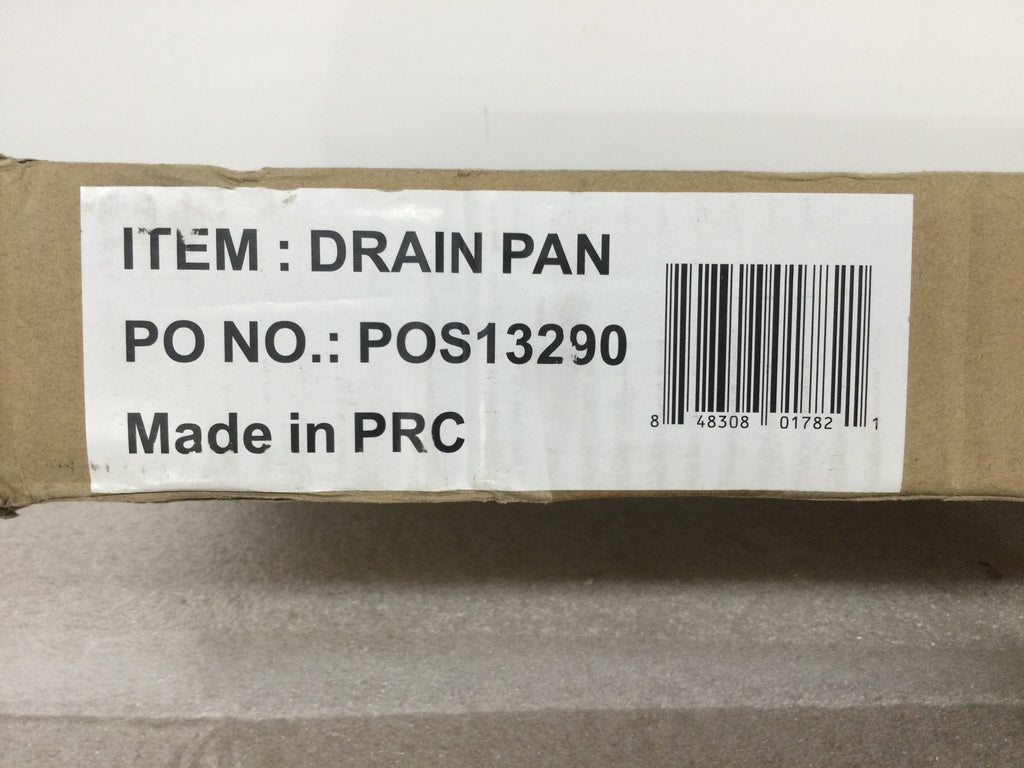 ITEM : DRAIN PAN
PO NO.: POS13290
Made in PRC
8 48308 01782 1